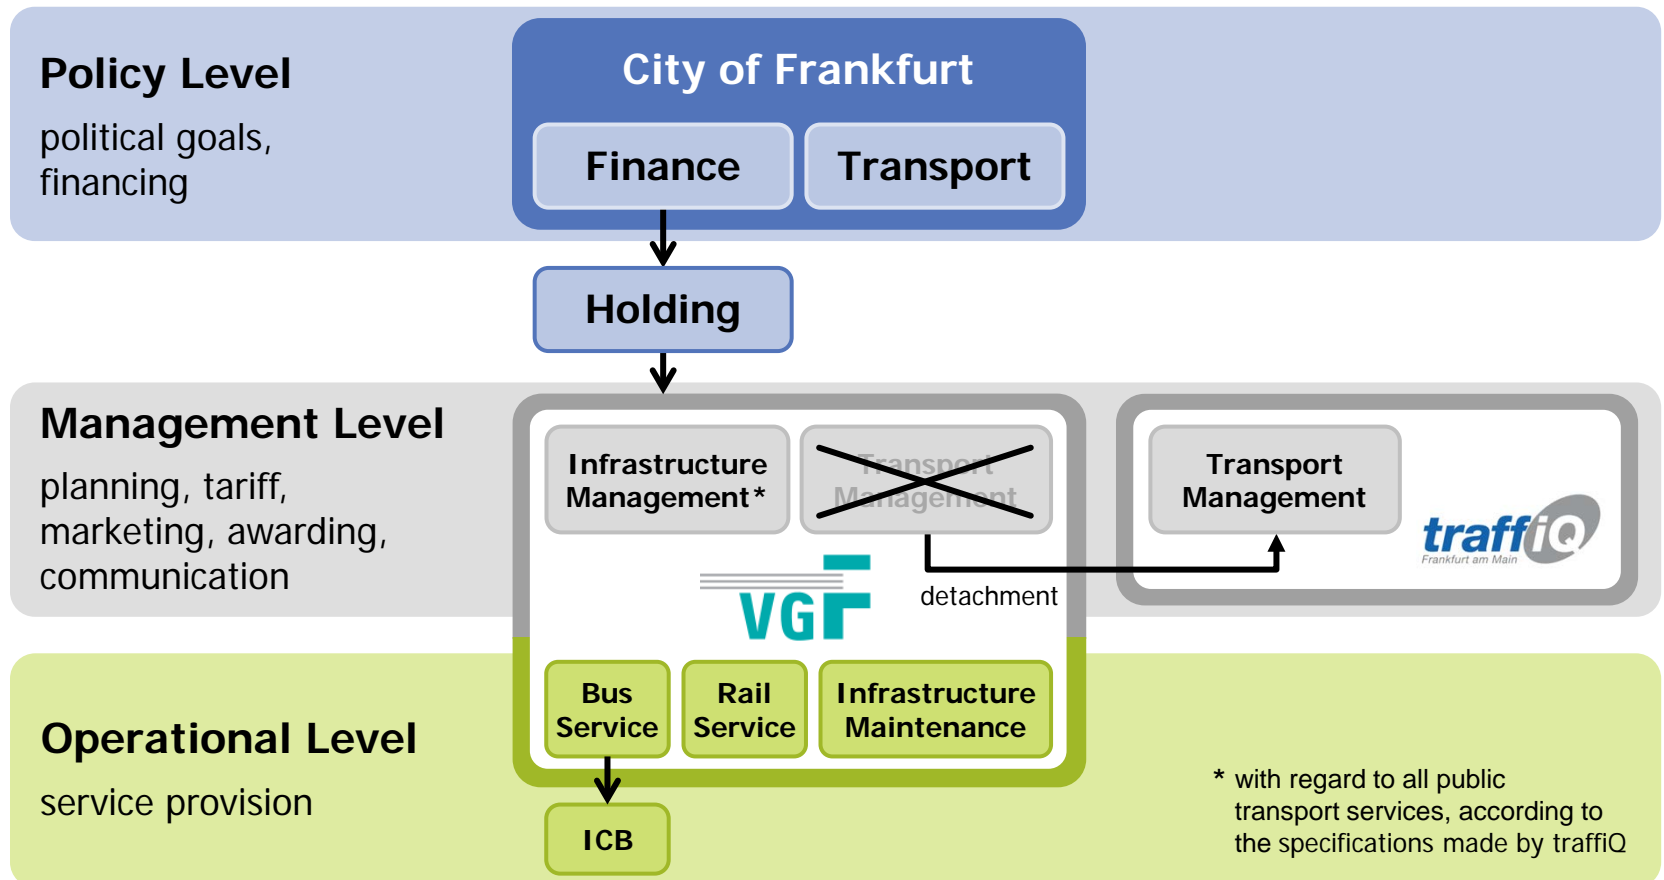 Policy Level
political goals,
financing
City of Frankfurt
Finance
Transport
Holding
Management Level
planning, tariff,
marketing, awarding,
communication
Infrastructure
Management*
Transport
Management
Transport
Management
traffiQ
Frankfurt am Main
detachment
VGF
Operational Level
service provision
Bus
Service
Rail
Service
Infrastructure
Maintenance
ICB
* with regard to all public
transport services, according to
the specifications made by traffiQ